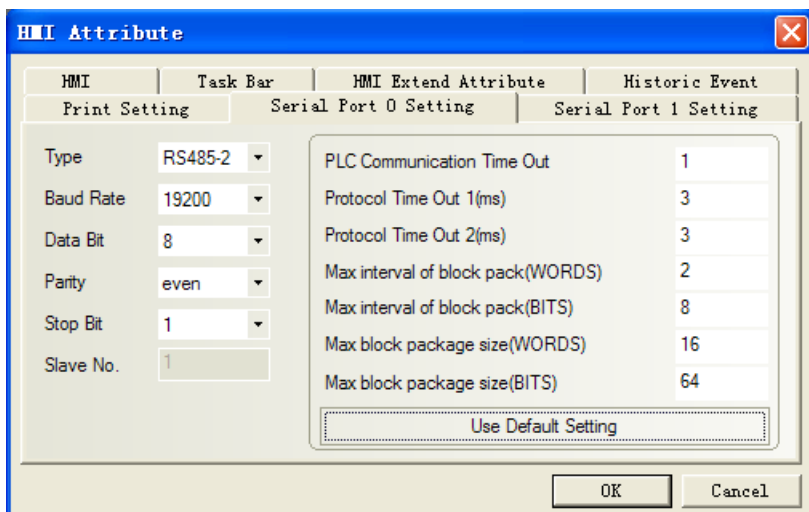 HMI Attribute
HMI Task Bar HMI Extend Attribute Historic Event
Print Setting Serial Port 0 Setting Serial Port 1 Setting
Type RS485-2
Baud Rate 19200
Data Bit 8
Parity even
Stop Bit 1
Slave No. 1
PLC Communication Time Out 1
Protocol Time Out 1(ms) 3
Protocol Time Out 2(ms) 3
Max interval of block pack(WORDS) 2
Max interval of block pack(BITS) 8
Max block package size(WORDS) 16
Max block package size(BITS) 64
Use Default Setting
OK Cancel